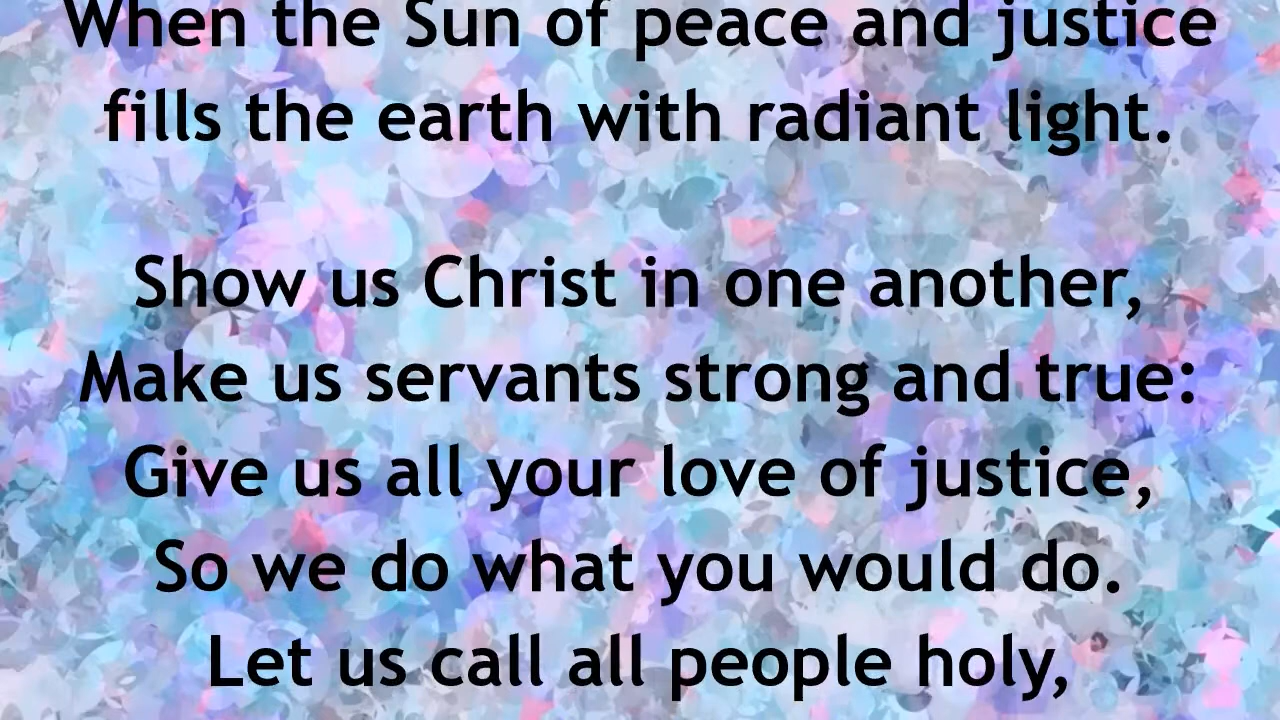 When the Sun of peace and justice
fills the earth with radiant light.
Show us Christ in one another,
Make us servants strong and true:
Give us all your love of justice,
So we do what you would do.
Let us call all people holy,